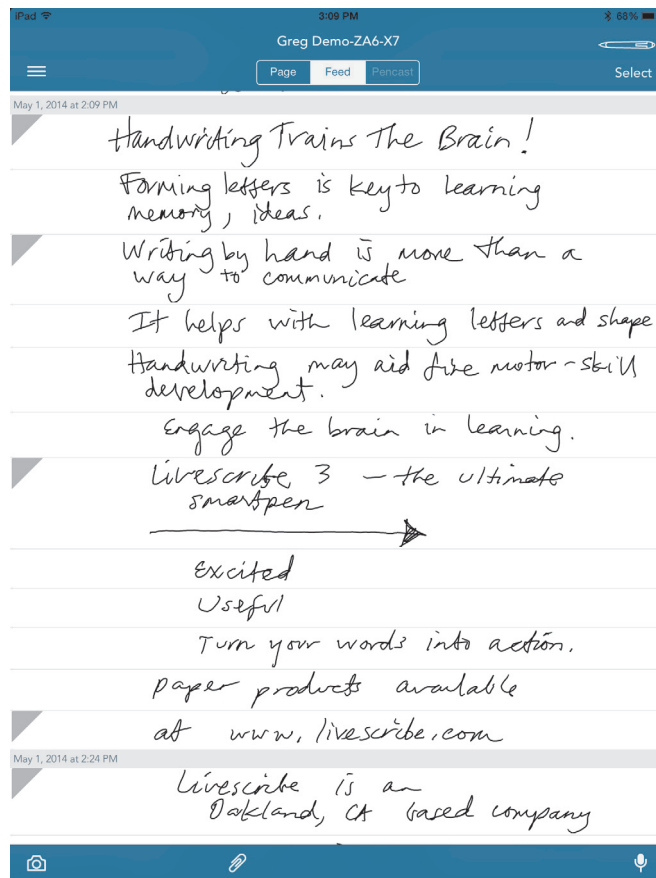 iPad 3:09 PM 68%
Greg Demo-ZA6-X7
Page Feed Pencast Select
May 1, 2014 at 2:09 PM
Handwriting Trains The Brain!
Forming letters is key to learning
memory, ideas.
Writing by hand is more than a
way to communicate
It helps with learning letters and shape
Handwriting may aid fine motor-skill
development.
Engage the brain in learning.
Livescribe 3 - the ultimate
smartpen
Excited
Useful
Turn your words into action.
paper products available
at www.livescribe.com
May 1, 2014 at 2:24 PM
Livescribe is an
Oakland, CA based company